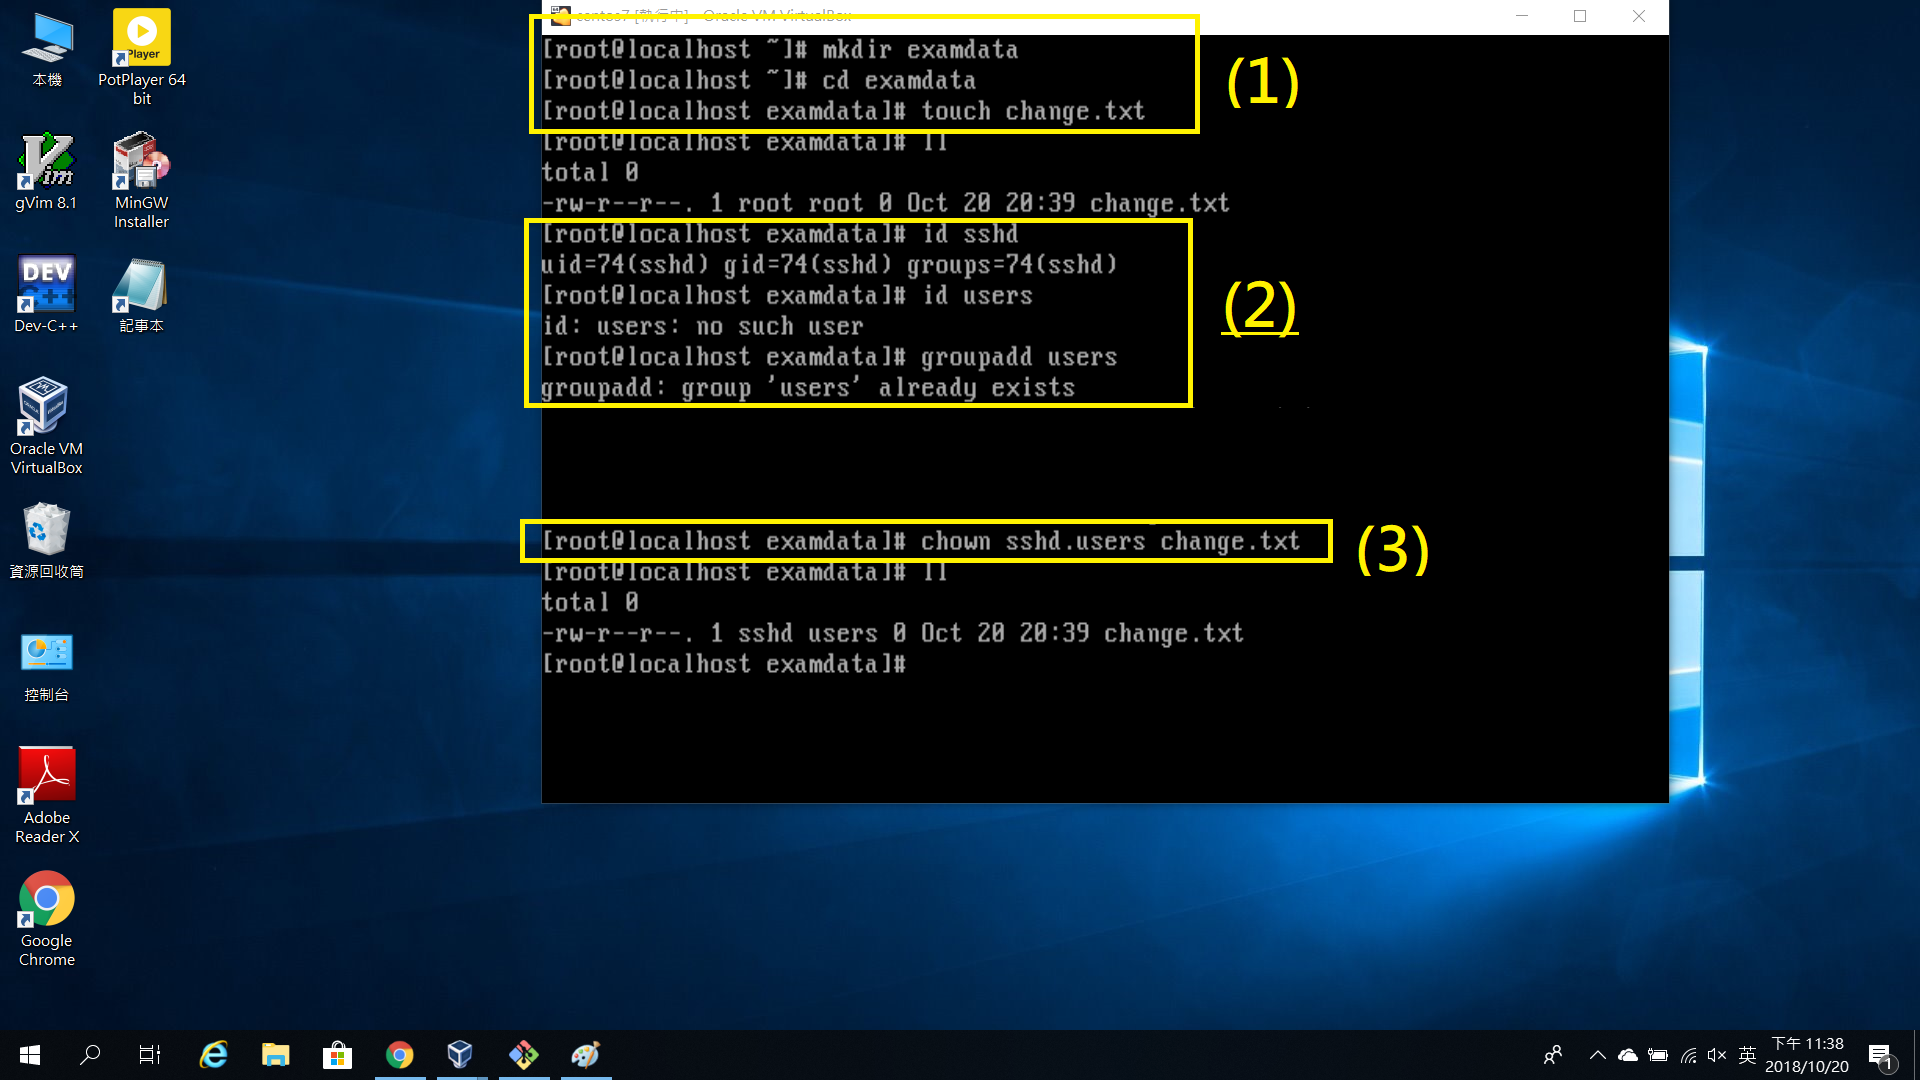 本機
PotPlayer 64
bit
Player
gVim 8.1
MinGW
Installer
DEV
C++
Dev-C++
記事本
Oracle VM
VirtualBox
資源回收筒
控制台
Adobe
Reader X
Google
Chrome
centos7 [執行中] - Oracle VM VirtualBox
[root@localhost ~]# mkdir examdata
[root@localhost ~]# cd examdata
[root@localhost examdata]# touch change.txt
(1)
[root@localhost examdata]# ll
total 0
-rw-r--r--. 1 root root 0 Oct 20 20:39 change.txt
[root@localhost examdata]# id sshd
uid=74(sshd) gid=74(sshd) groups=74(sshd)
[root@localhost examdata]# id users
id: users: no such user
[root@localhost examdata]# groupadd users
groupadd: group 'users' already exists
(2)
[root@localhost examdata]# chown sshd.users change.txt
(3)
[root@localhost examdata]# ll
total 0
-rw-r--r--. 1 sshd users 0 Oct 20 20:39 change.txt
[root@localhost examdata]#
英
下午 11:38
2018/10/20
1